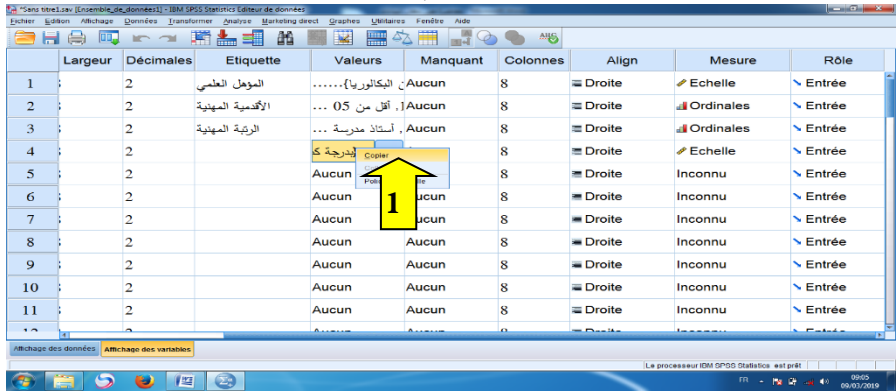 *Sans titre1.sav [Ensemble_de_données1] - IBM SPSS Statistics Editeur de données
Fichier Edition Affichage Données Transformer Analyse Marketing direct Graphes Utilitaires Fenêtre Aide
Largeur Décimales Etiquette Valeurs Manquant Colonnes Align Mesure Rôle
1 2 المؤهل العلمي ن البكالوريا}...... Aucun 8 Droite Echelle Entrée
2 2 الأقدمية المهنية , أقل من 05 ... Aucun 8 Droite Ordinales Entrée
3 2 الرتبة المهنية , أستاذ مدرسة ... Aucun 8 Droite Ordinales Entrée
4 2 بدرجة ك 8 Droite Echelle Entrée
Copier
5 2 Aucun 8 Droite Inconnu Entrée
1
6 2 Aucun Aucun 8 Droite Inconnu Entrée
7 2 Aucun Aucun 8 Droite Inconnu Entrée
8 2 Aucun Aucun 8 Droite Inconnu Entrée
9 2 Aucun Aucun 8 Droite Inconnu Entrée
10 2 Aucun Aucun 8 Droite Inconnu Entrée
11 2 Aucun Aucun 8 Droite Inconnu Entrée
Affichage des données Affichage des variables
Le processeur IBM SPSS Statistics est prêt
FR 09:05
09/03/2019